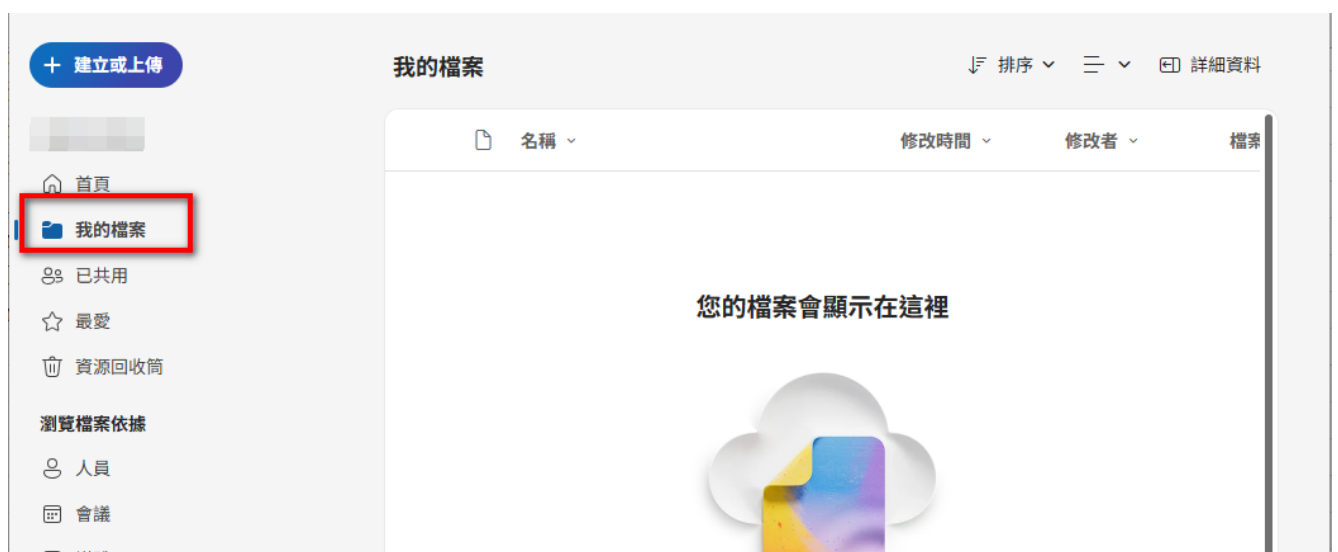 建立或上傳
我的檔案
排序
詳細資料
名稱
修改時間
修改者
檔案
首頁
我的檔案
已共用
最愛
資源回收筒
瀏覽檔案依據
人員
會議
您的檔案會顯示在這裡